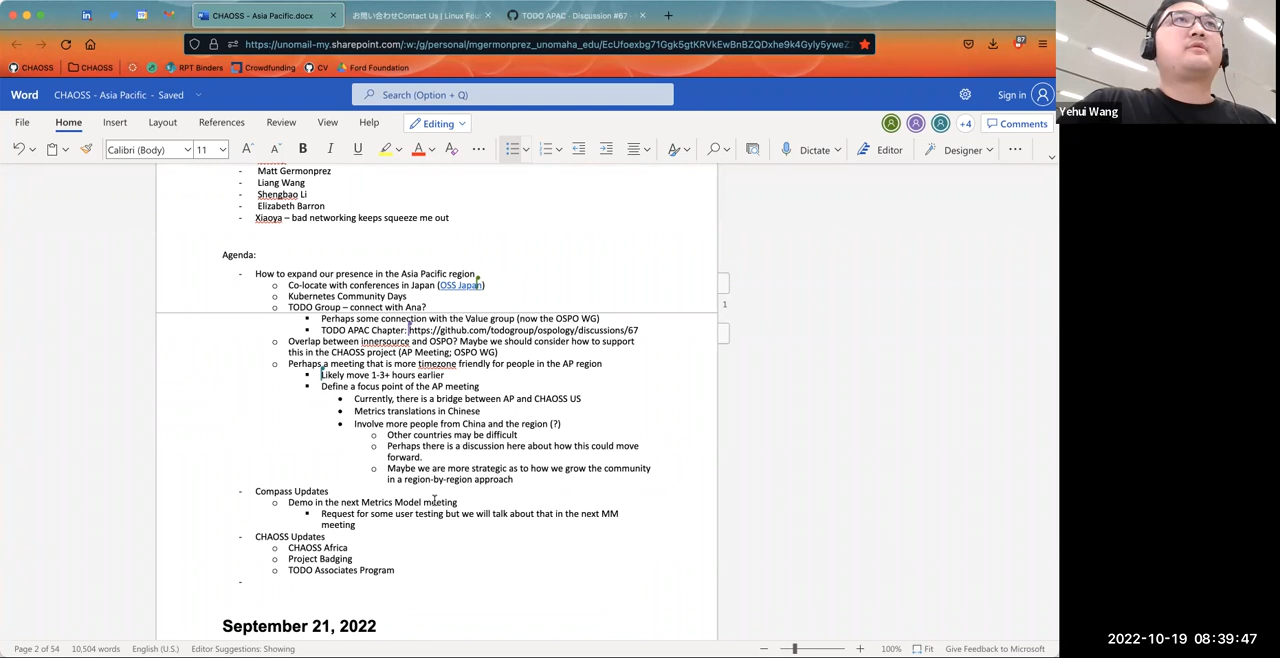 CHAOSS - Asia Pacific.docx
お問い合わせContact Us | Linux Fou
TODO APAC · Discussion #67 ·
https://unomail-my.sharepoint.com/:w:/g/personal/mgermonprez_unomaha_edu/
87
CHAOSS
CHAOSS
RPT Binders
Crowdfunding
CV
Ford Foundation
Word
CHAOSS - Asia Pacific - Saved
Search (Option + Q)
Sign in
Yehui Wang
File Home Insert Layout References Review View Help Editing
+4
Comments
Calibri (Body) 11
Dictate
Editor
Designer
- Matt Germonprez
- Liang Wang
- Shengbao Li
- Elizabeth Barron
- Xiaoya – bad networking keeps squeeze me out
Agenda:
- How to expand our presence in the Asia Pacific region
o Co-locate with conferences in Japan (OSS Japan)
o Kubernetes Community Days
o TODO Group – connect with Ana?
▪ Perhaps some connection with the Value group (now the OSPO WG)
▪ TODO APAC Chapter: https://github.com/todogroup/ospology/discussions/67
o Overlap between innersource and OSPO? Maybe we should consider how to support
this in the CHAOSS project (AP Meeting; OSPO WG)
o Perhaps a meeting that is more timezone friendly for people in the AP region
▪ Likely move 1-3+ hours earlier
▪ Define a focus point of the AP meeting
• Currently, there is a bridge between AP and CHAOSS US
• Metrics translations in Chinese
• Involve more people from China and the region (?)
o Other countries may be difficult
o Perhaps there is a discussion here about how this could move
forward.
o Maybe we are more strategic as to how we grow the community
in a region-by-region approach
- Compass Updates
o Demo in the next Metrics Model meeting
▪ Request for some user testing but we will talk about that in the next MM
meeting
- CHAOSS Updates
o CHAOSS Africa
o Project Badging
o TODO Associates Program
-
1
September 21, 2022
Page 2 of 54
10,504 words
English (U.S.)
Editor Suggestions: Showing
100%
Fit
Give Feedback to Microsoft
2022-10-19 08:39:47